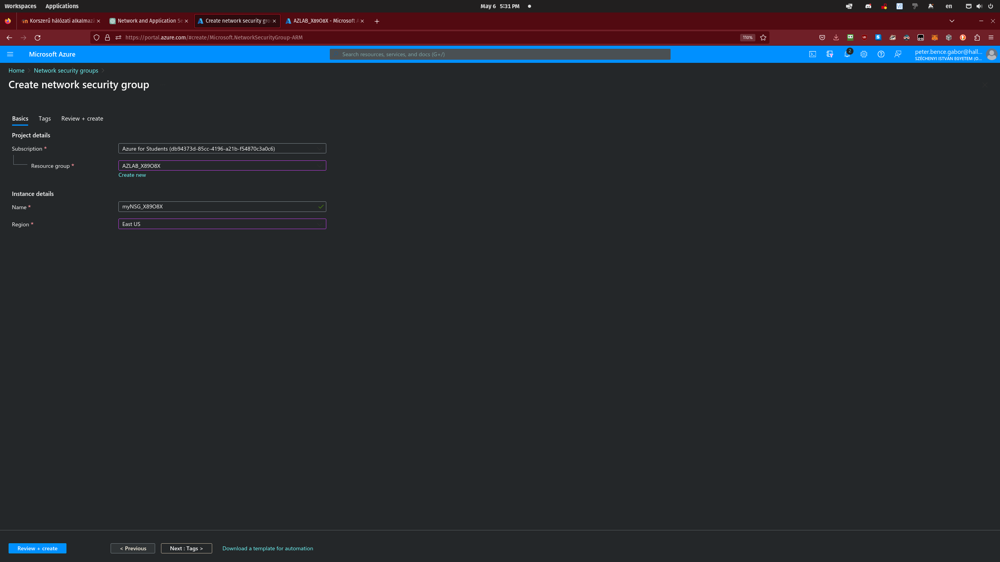 Workspaces Applications May 6 5:31 PM en
Korszerű hálózati alkalmazá Network and Application Se Create network security grou AZLAB_X89O8X - Microsoft A
https://portal.azure.com/#create/Microsoft.NetworkSecurityGroup-ARM 110%
Microsoft Azure Search resources, services, and docs (G+/) 2 peter.bence.gabor@hall...
SZÉCHENYI ISTVÁN EGYETEM (O...
Home Network security groups
Create network security group
Basics Tags Review + create
Project details
Subscription * Azure for Students (db94373d-85cc-4196-a21b-f54870c3a0c6)
Resource group * AZLAB_X89O8X
Create new
Instance details
Name * myNSG_X89O8X
Region * East US
Review + create < Previous Next : Tags > Download a template for automation